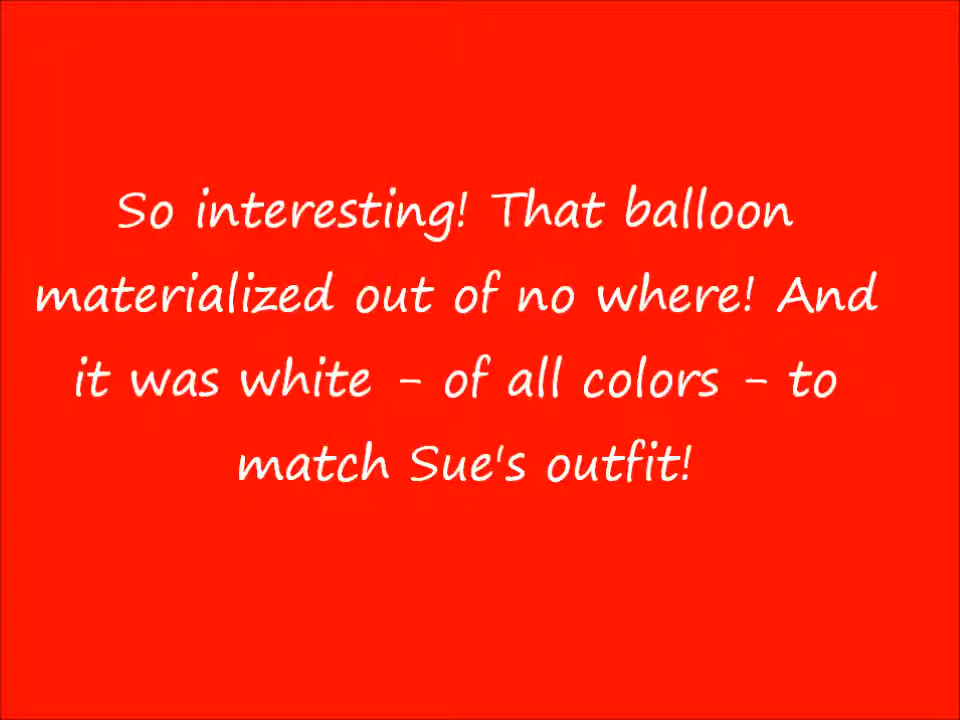 So interesting! That balloon
materialized out of no where! And
it was white - of all colors - to
match Sue's outfit!